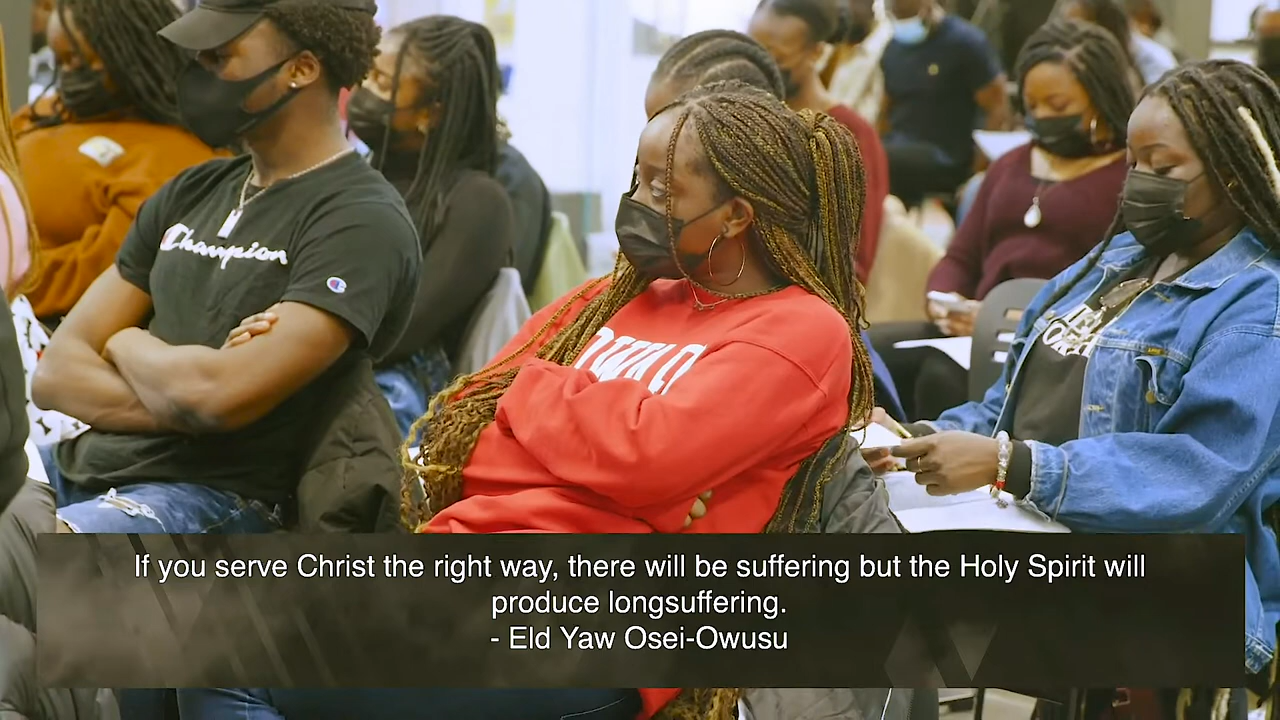 Champion
If you serve Christ the right way, there will be suffering but the Holy Spirit will
produce longsuffering.
- Eld Yaw Osei-Owusu